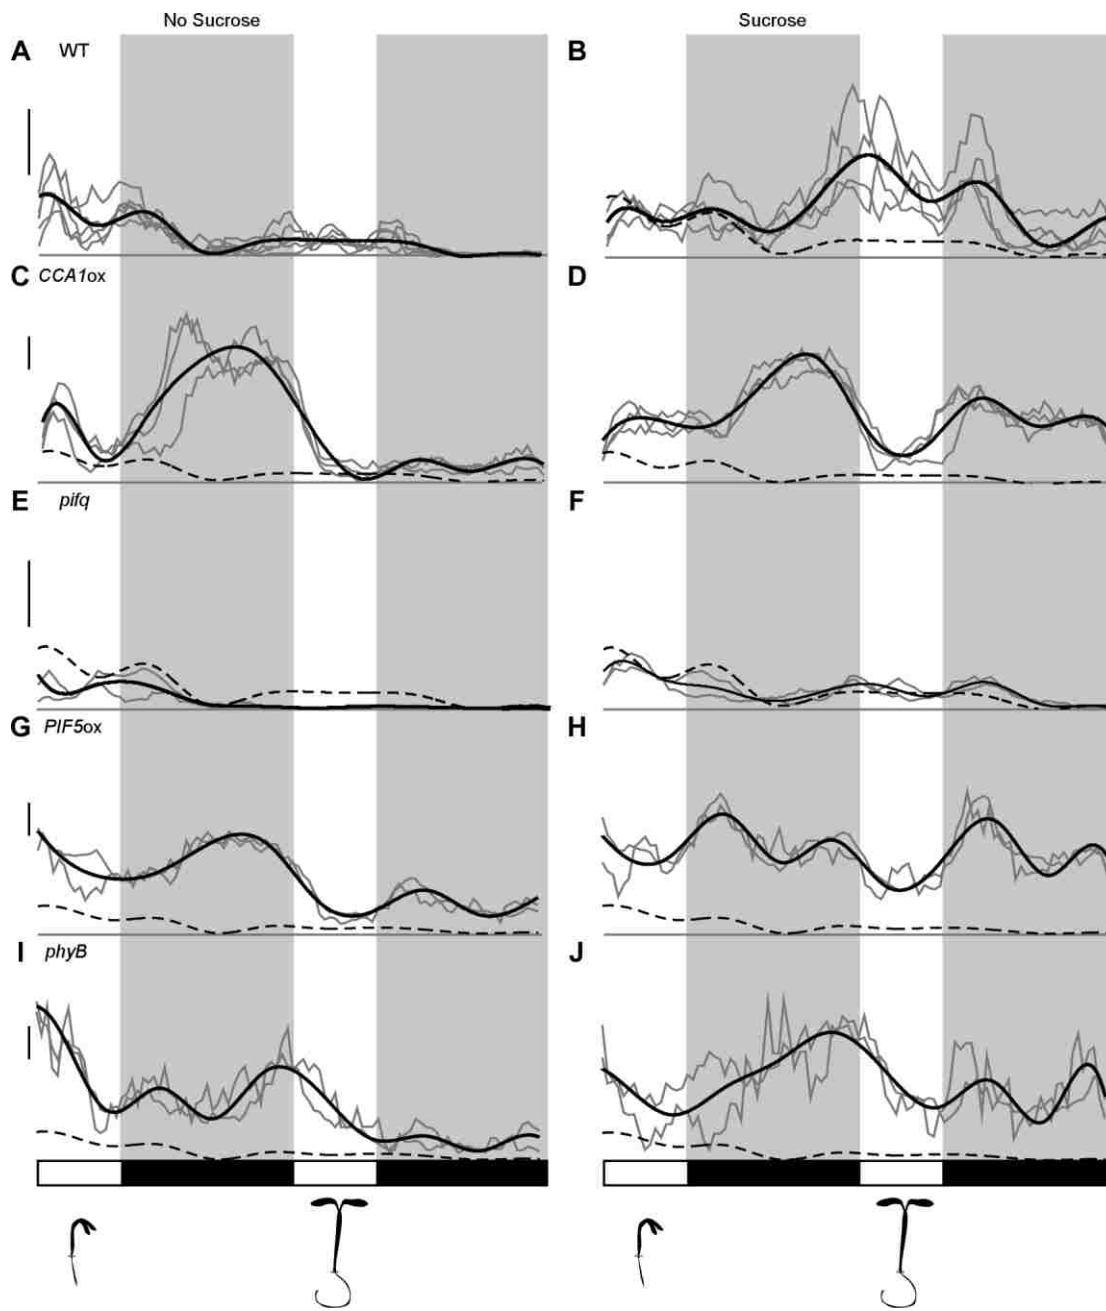 No Sucrose Sucrose
A WT B
C CCA1ox D
E pifq F
G PIF5ox H
I phyB J